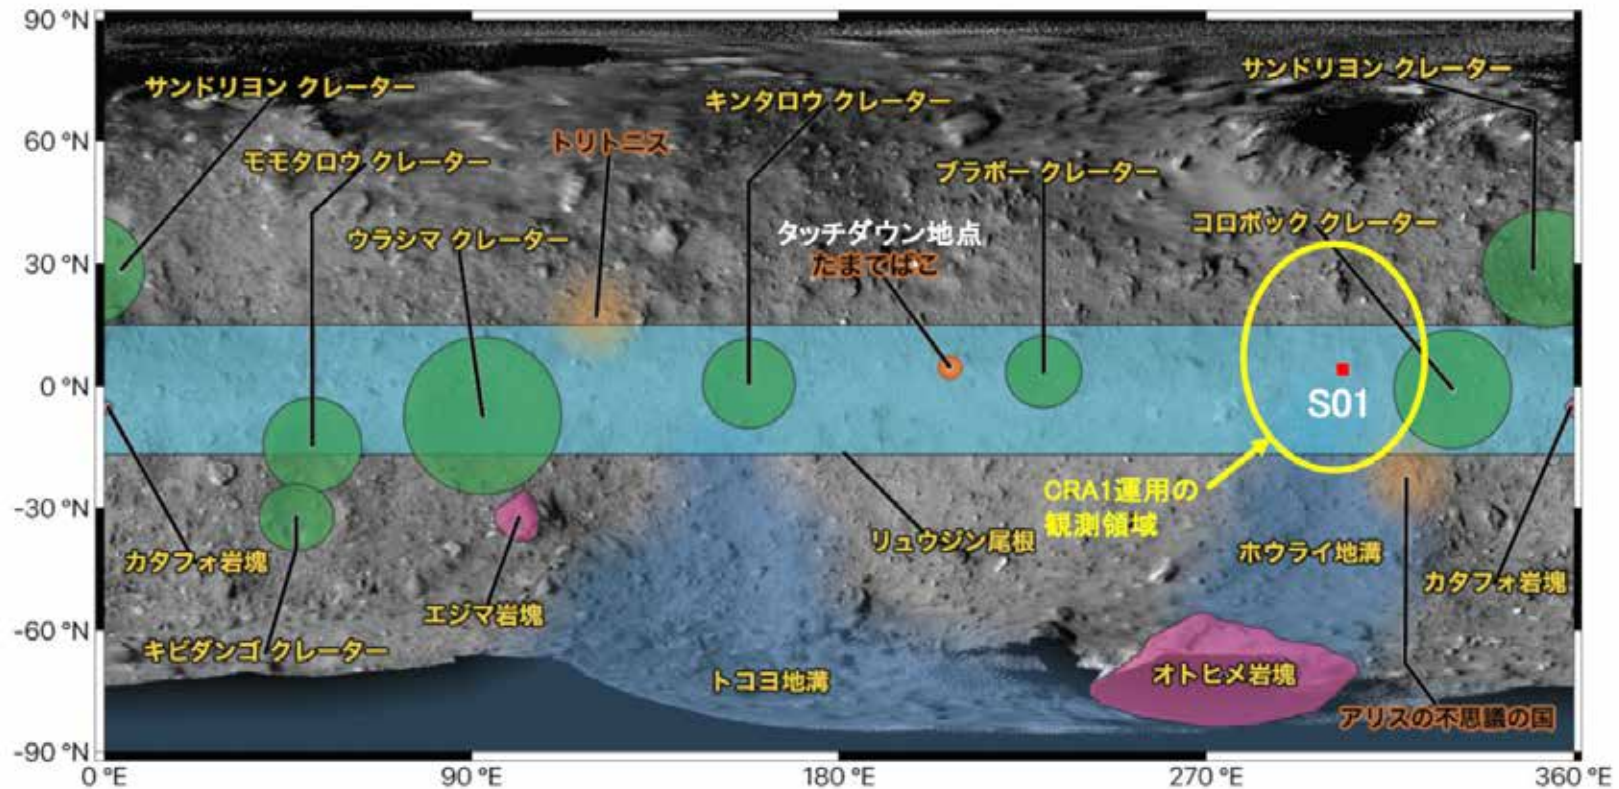 90 °N
サンドリヨン クレーター
サンドリヨン クレーター
キンタロウ クレーター
60 °N
トリトニス
モモタロウ クレーター
ブラボー クレーター
コロボック クレーター
ウラシマ クレーター
タッチダウン地点
たまてばこ
30 °N
0 °N
S01
-30 °N
CRA1運用の
観測領域
リュウジン尾根
ホウライ地溝
カタフォ岩塊
カタフォ岩塊
エジマ岩塊
-60 °N
キビダンゴ クレーター
トコヨ地溝
オトヒメ岩塊
アリスの不思議の国
-90 °N
0 °E
90 °E
180 °E
270 °E
360 °E